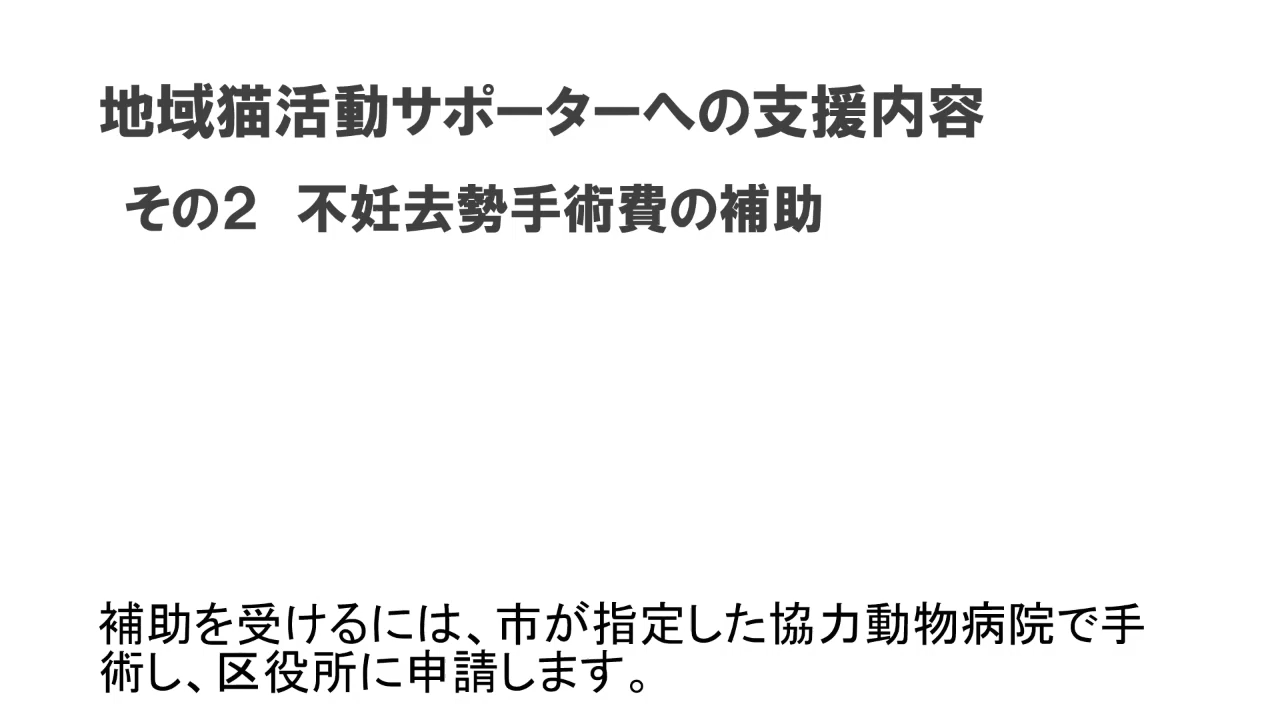 地域猫活動サポーターへの支援内容
その２　不妊去勢手術費の補助
補助を受けるには、市が指定した協力動物病院で手
術し、区役所に申請します。